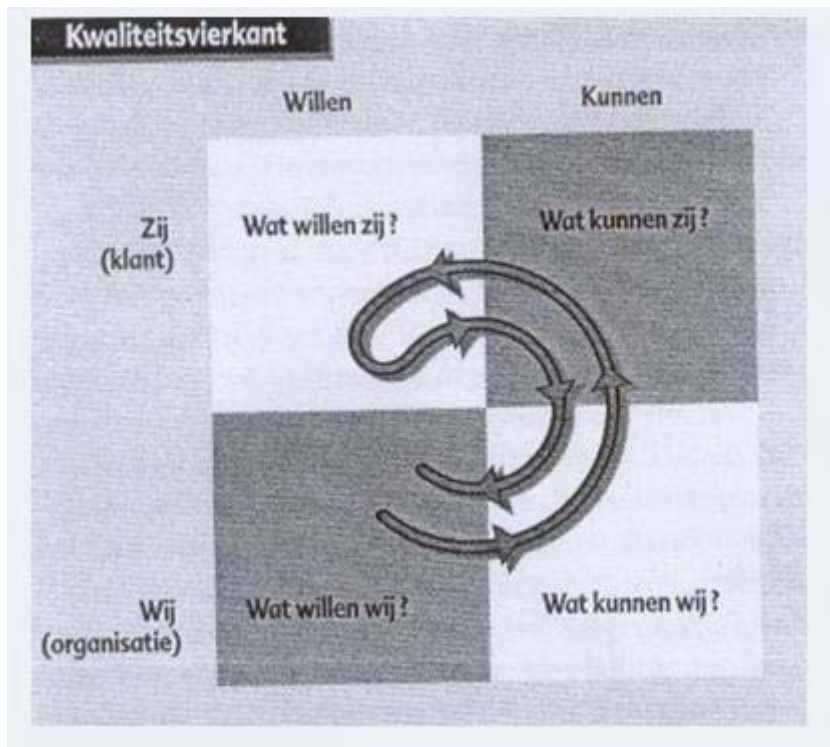 Kwaliteitsvierkant
Willen
Kunnen
Zij
(klant)
Wat willen zij?
Wat kunnen zij?
Wij
(organisatie)
Wat willen wij?
Wat kunnen wij?